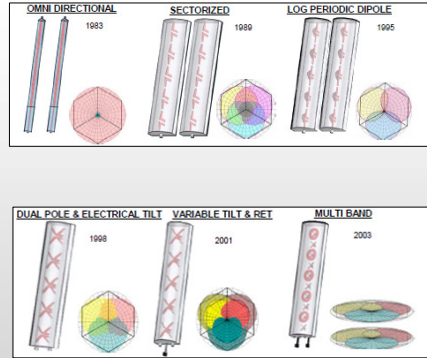 OMNI DIRECTIONAL
1983
SECTORIZED
1989
LOG PERIODIC DIPOLE
1995
DUAL POLE & ELECTRICAL TILT
1998
VARIABLE TILT & RET
2001
MULTI BAND
2003